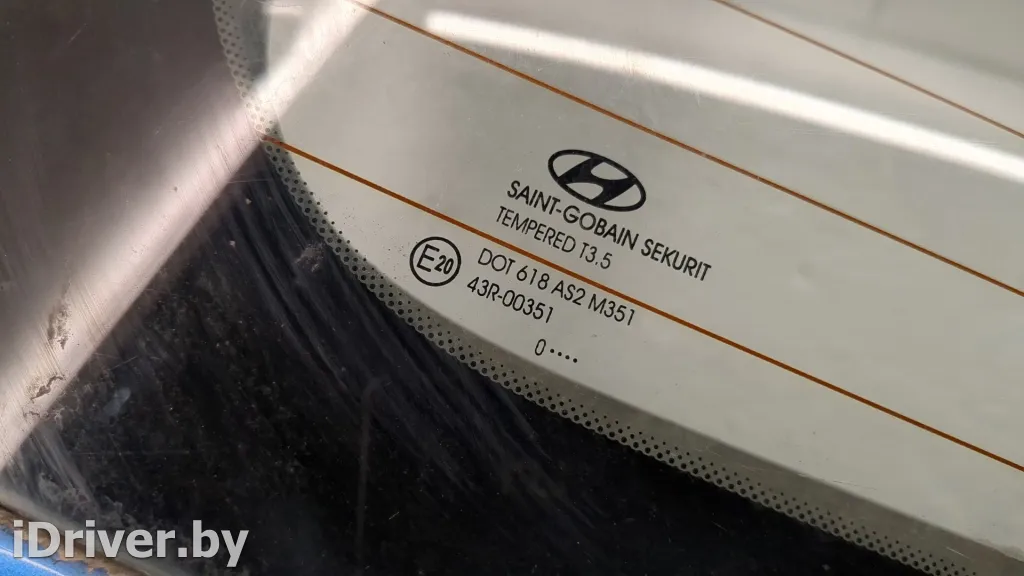 SAINT-GOBAIN SEKURIT
TEMPERED T3.5
E20
DOT 618 AS2 M351
43R-00351
0••••
iDriver.by